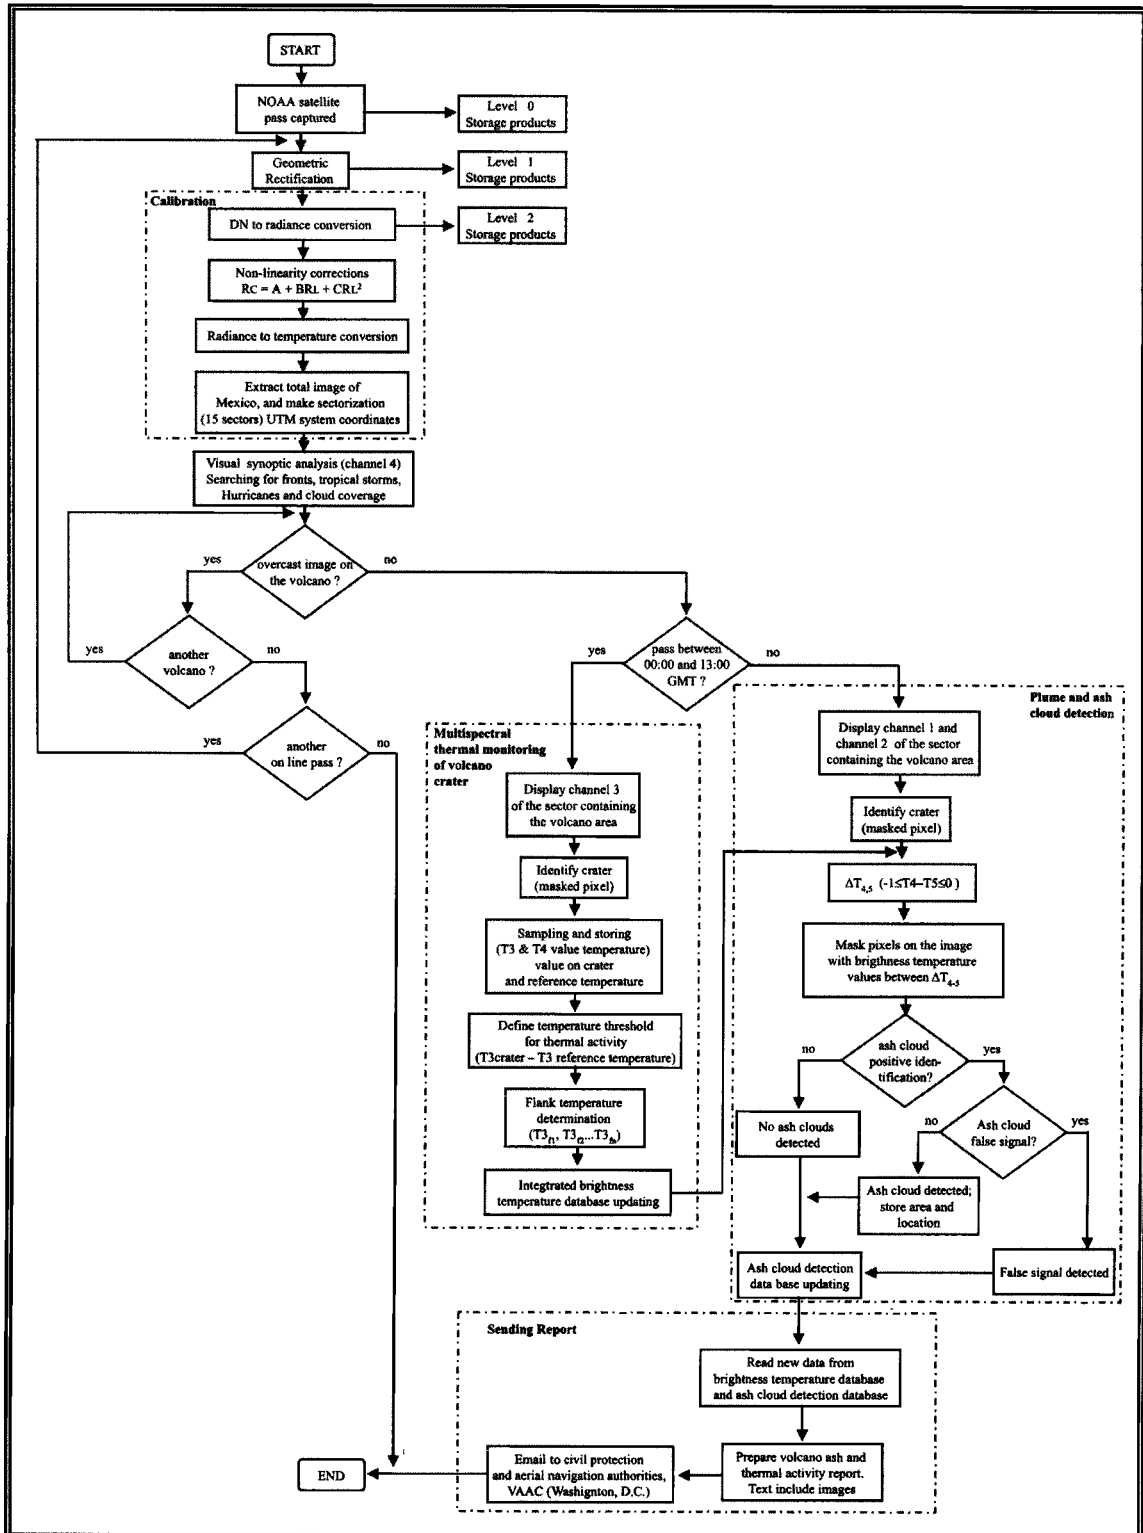 START
NOAA satellite
pass captured
Level 0
Storage products
Geometric
Rectification
Level 1
Storage products
Calibration
DN to radiance conversion
Level 2
Storage products
Non-linearity corrections
RC = A + BRL + CRL²
Radiance to temperature conversion
Extract total image of
Mexico, and make sectorization
(15 sectors) UTM system coordinates
Visual synoptic analysis (channel 4)
Searching for fronts, tropical storms,
Hurricanes and cloud coverage
yes
overcast image on
the volcano ?
no
yes
another
volcano ?
no
yes
pass between
00:00 and 13:00
GMT ?
no
yes
another
on line pass ?
no
Multispectral
thermal monitoring
of volcano
crater
Display channel 3
of the sector containing
the volcano area
Identify crater
(masked pixel)
Sampling and storing
(T3 & T4 value temperature)
value on crater
and reference temperature
Define temperature threshold
for thermal activity
(T3crater – T3 reference temperature)
Flank temperature
determination
(T3f1, T3f2...T3fn)
Integtrated brightness
temperature database updating
Plume and ash
cloud detection
Display channel 1 and
channel 2 of the sector
containing the volcano area
Identify crater
(masked pixel)
ΔT4,5 (-1≤T4–T5≤0 )
Mask pixels on the image
with brigthness temperature
values between ΔT4-5
no
ash cloud
positive iden-
tification?
yes
No ash clouds
detected
no
Ash cloud
false signal?
yes
Ash cloud detected;
store area and
location
Ash cloud detection
data base updating
False signal detected
Sending Report
Read new data from
brightness temperature database
and ash cloud detection database
Prepare volcano ash and
thermal activity report.
Text include images
Email to civil protection
and aerial navigation authorities,
VAAC (Washignton, D.C.)
END